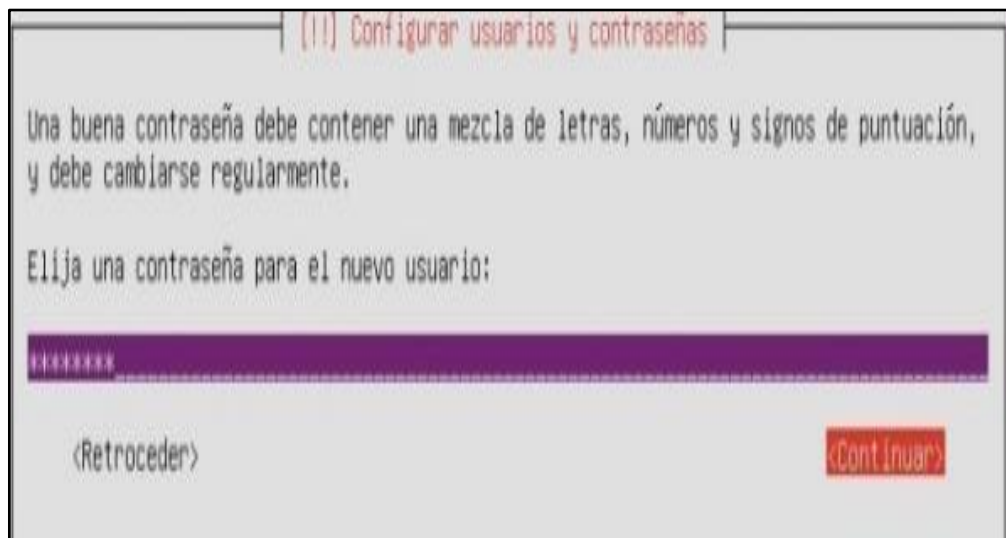 [!!] Configurar usuarios y contraseñas
Una buena contraseña debe contener una mezcla de letras, números y signos de puntuación,
y debe cambiarse regularmente.
Elija una contraseña para el nuevo usuario:
********
<Retroceder> <Continuar>